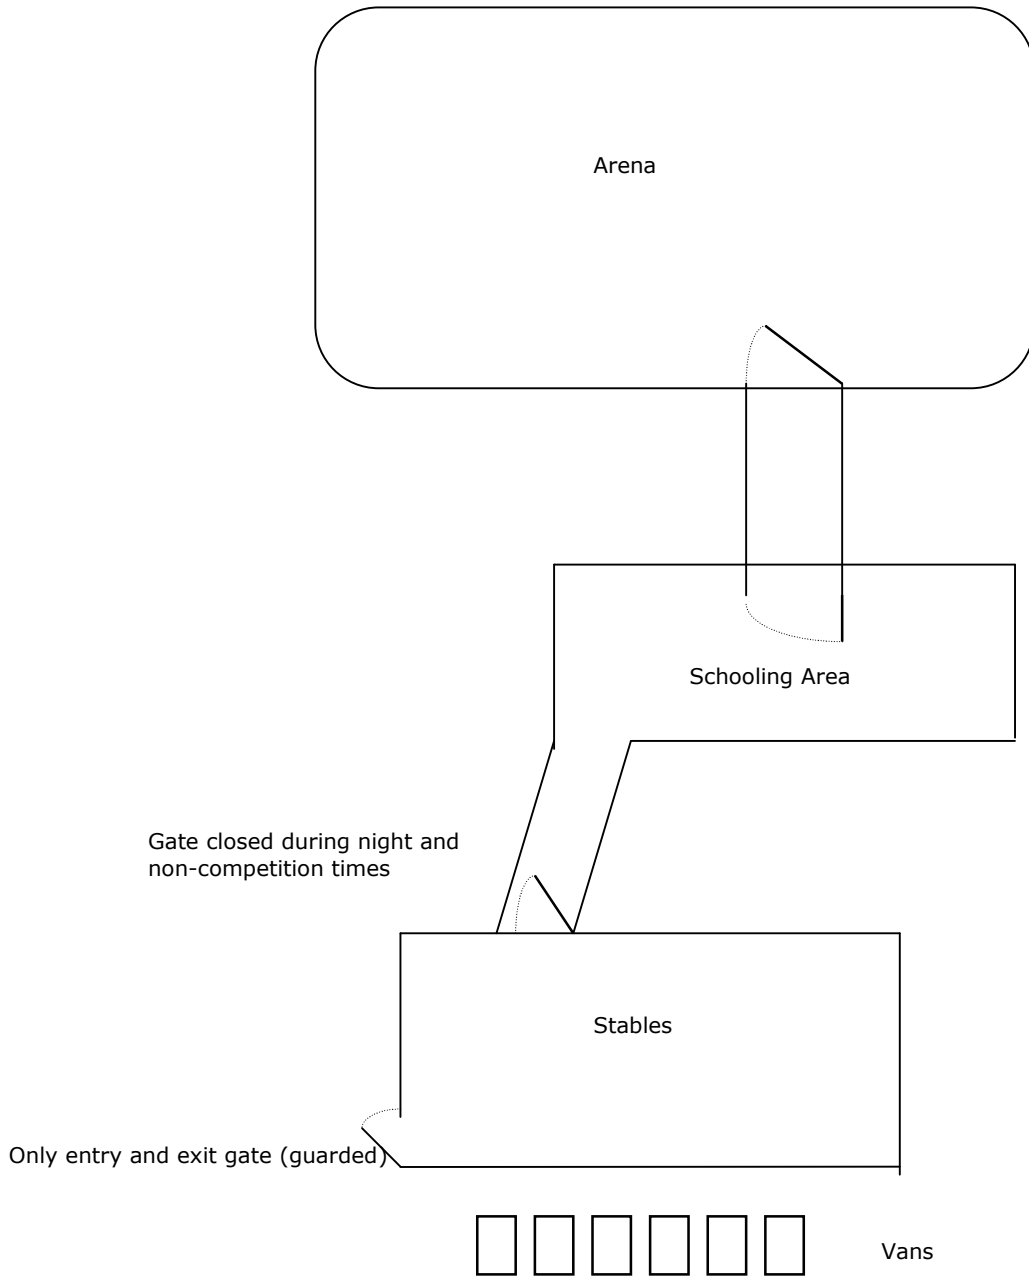 Arena
Schooling Area
Gate closed during night and
non-competition times
Stables
Only entry and exit gate (guarded)
Vans